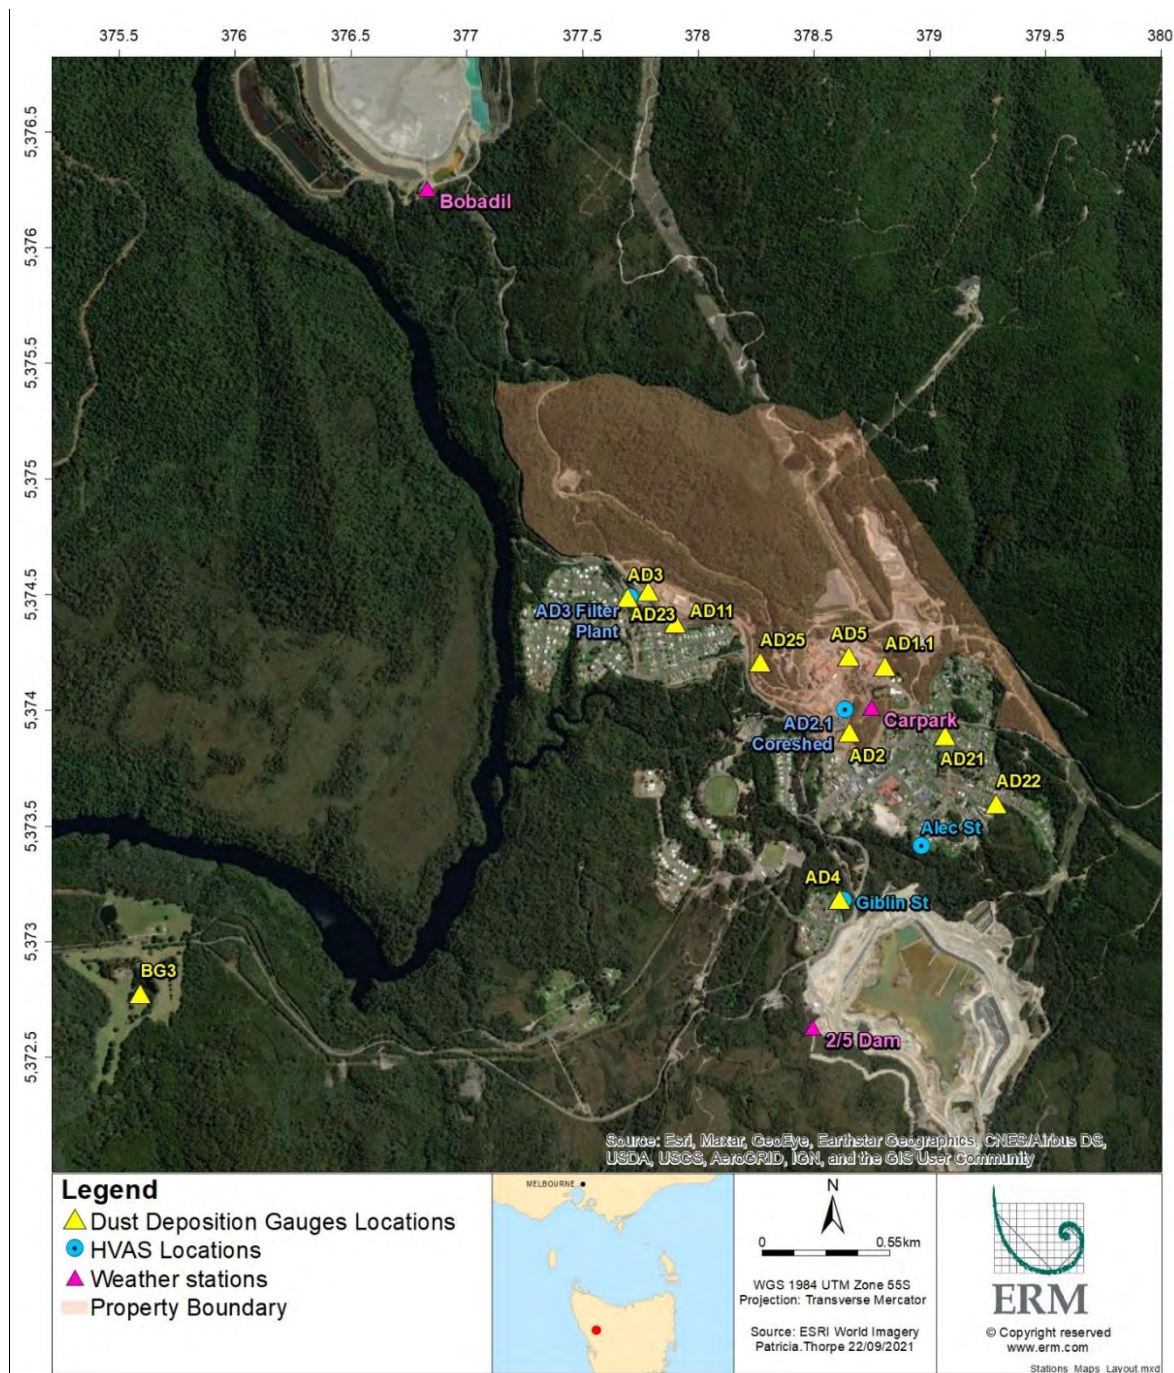 375.5 376 376.5 377 377.5 378 378.5 379 379.5 380
5,376.5
5,376
5,375.5
5,375
5,374.5
5,374
5,373.5
5,373
5,372.5
Bobadil
AD3
AD3 Filter
Plant
AD23
AD11
AD25
AD5
AD1.1
AD2.1
Coreshed
Carpark
AD2
AD21
AD22
Alec St
AD4
Giblin St
BG3
2/5 Dam
Source: Esri, Maxar, GeoEye, Earthstar Geographics, CNES/Airbus DS,
USDA, USGS, AeroGRID, IGN, and the GIS User Community
Legend
Dust Deposition Gauges Locations
HVAS Locations
Weather stations
Property Boundary
MELBOURNE
N
0 0.55km
WGS 1984 UTM Zone 55S
Projection: Transverse Mercator
Source: ESRI World Imagery
Patricia.Thorpe 22/09/2021
ERM
© Copyright reserved
www.erm.com
Stations_Maps_Layout.mxd